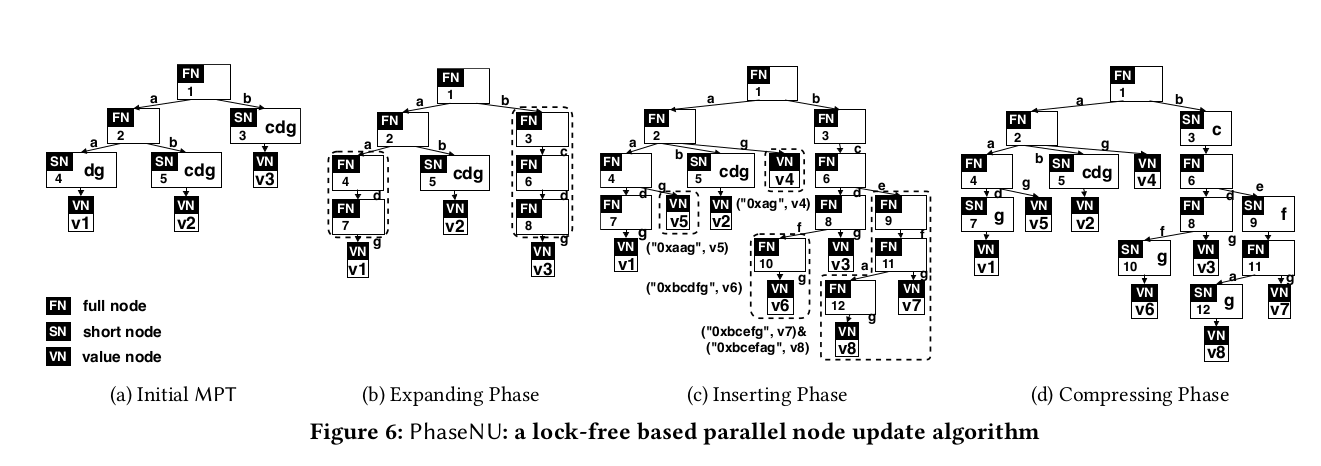 FN
1
a
b
FN
2
SN
3
cdg
a
b
SN
4
dg
SN
5
cdg
VN
v3
VN
v1
VN
v2
FN full node
SN short node
VN value node
(a) Initial MPT
FN
1
a
b
FN
2
FN
3
a
b
c
FN
4
SN
5
cdg
FN
6
d
d
FN
7
VN
v2
FN
8
g
g
VN
v1
VN
v3
(b) Expanding Phase
FN
1
a
b
FN
2
FN
3
a
b
g
c
FN
4
SN
5
cdg
VN
v4
FN
6
d
g
d
e
FN
7
VN
v5
VN
v2
("0xag", v4)
FN
8
FN
9
g
f
g
f
VN
v1
("0xaag", v5)
FN
10
VN
v3
FN
11
("0xbcdfg", v6)
g
a
g
VN
v6
FN
12
VN
v7
g
("0xbcefg", v7)&
("0xbcefag", v8)
VN
v8
(c) Inserting Phase
FN
1
a
b
FN
2
SN
3
c
a
b
g
FN
4
SN
5
cdg
VN
v4
FN
6
d
g
d
e
SN
7
g
VN
v5
VN
v2
FN
8
SN
9
f
f
g
VN
v1
SN
10
g
VN
v3
FN
11
a
g
VN
v6
SN
12
g
VN
v7
VN
v8
(d) Compressing Phase
Figure 6: PhaseNU: a lock-free based parallel node update algorithm